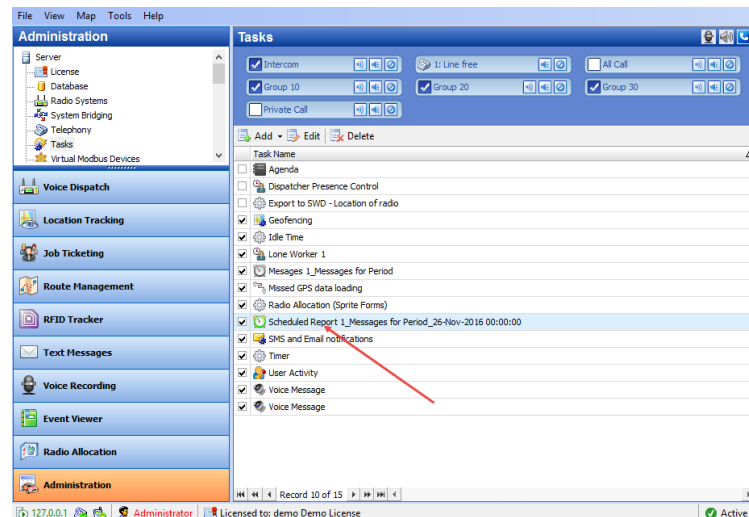 File View Map Tools Help
Administration
Server
License
Database
Radio Systems
System Bridging
Telephony
Tasks
Virtual Modbus Devices
Voice Dispatch
Location Tracking
Job Ticketing
Route Management
RFID Tracker
Text Messages
Voice Recording
Event Viewer
Radio Allocation
Administration
Tasks
Intercom
1: Line free
All Call
Group 10
Group 20
Group 30
Private Call
Add Edit Delete
Task Name
Agenda
Dispatcher Presence Control
Export to SWD - Location of radio
Geofencing
Idle Time
Lone Worker 1
Mesages 1_Messages for Period
Missed GPS data loading
Radio Allocation (Sprite Forms)
Scheduled Report 1_Messages for Period_26-Nov-2016 00:00:00
SMS and Email notifications
Timer
User Activity
Voice Message
Voice Message
Record 10 of 15
127.0.0.1 Administrator Licensed to: demo Demo License Active